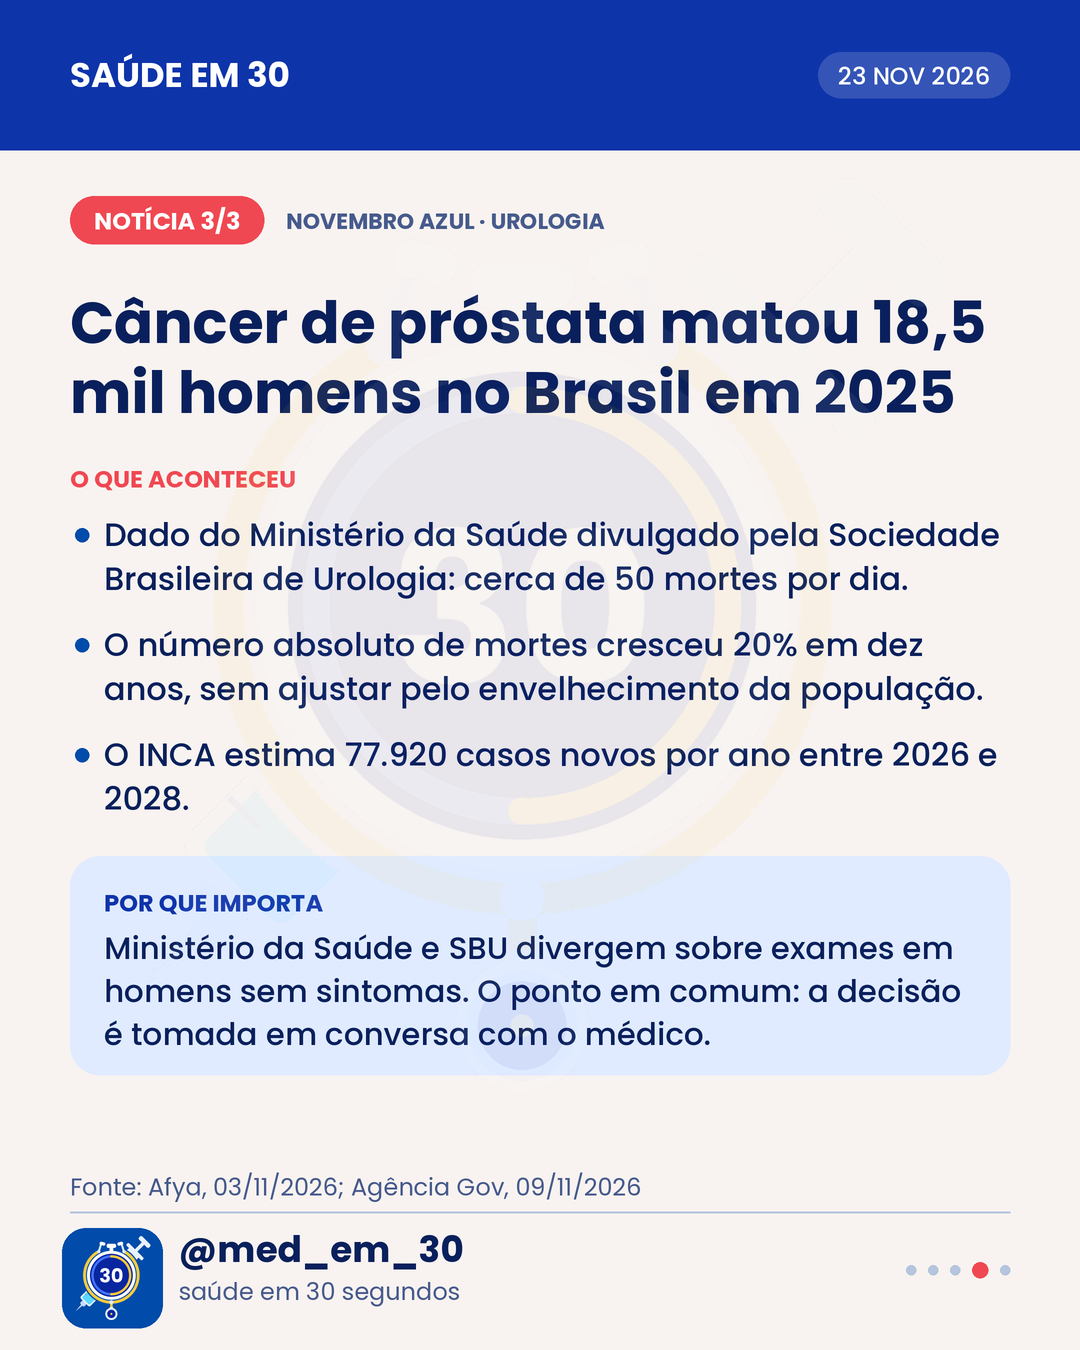 SAÚDE EM 30
23 NOV 2026
NOTÍCIA 3/3
NOVEMBRO AZUL · UROLOGIA
Câncer de próstata matou 18,5
mil homens no Brasil em 2025
O QUE ACONTECEU
• Dado do Ministério da Saúde divulgado pela Sociedade
Brasileira de Urologia: cerca de 50 mortes por dia.
• O número absoluto de mortes cresceu 20% em dez
anos, sem ajustar pelo envelhecimento da população.
• O INCA estima 77.920 casos novos por ano entre 2026 e
2028.
30
POR QUE IMPORTA
Ministério da Saúde e SBU divergem sobre exames em
homens sem sintomas. O ponto em comum: a decisão
é tomada em conversa com o médico.
Fonte: Afya, 03/11/2026; Agência Gov, 09/11/2026
30
@med_em_30
saúde em 30 segundos